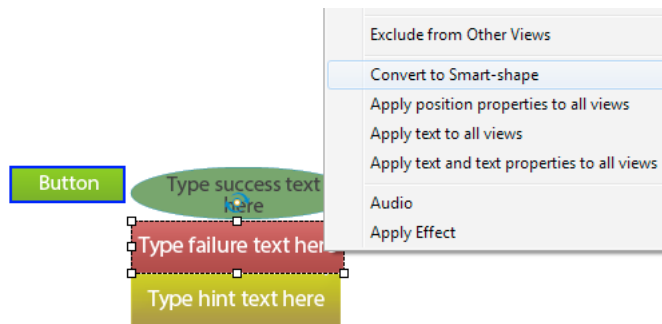 Exclude from Other Views
Convert to Smart-shape
Apply position properties to all views
Apply text to all views
Apply text and text properties to all views
Audio
Apply Effect
Button
Type success text
here
Type failure text here
Type hint text here